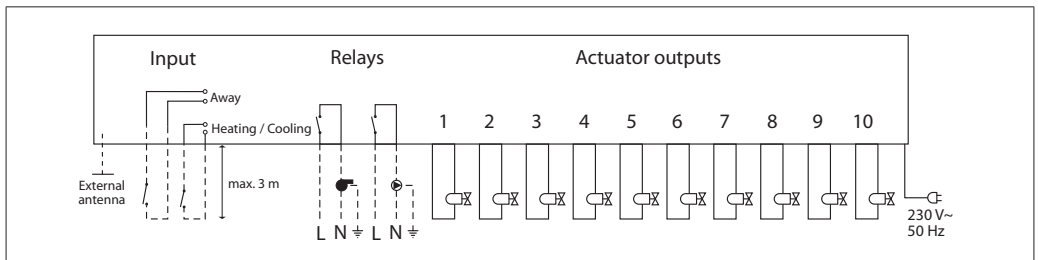 Input
Relays
Actuator outputs
Away
Heating / Cooling
1 2 3 4 5 6 7 8 9 10
External
antenna
max. 3 m
L N L N
230 V~
50 Hz